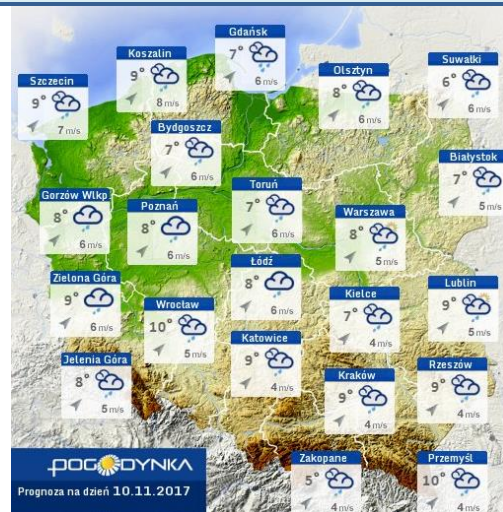 Gdańsk
7°
6 m/s
Koszalin
9°
8 m/s
Suwałki
6°
6 m/s
Olsztyn
8°
6 m/s
Szczecin
9°
7 m/s
Bydgoszcz
7°
6 m/s
Białystok
7°
5 m/s
Toruń
7°
6 m/s
Gorzów Wlkp.
8°
6 m/s
Poznań
8°
6 m/s
Warszawa
8°
5 m/s
Łódź
8°
6 m/s
Zielona Góra
9°
6 m/s
Lublin
9°
5 m/s
Kielce
7°
4 m/s
Wrocław
10°
5 m/s
Katowice
9°
4 m/s
Jelenia Góra
8°
5 m/s
Rzeszów
9°
4 m/s
Kraków
9°
4 m/s
Zakopane
5°
4 m/s
Przemyśl
10°
4 m/s
POGODYNKA
Prognoza na dzień 10.11.2017